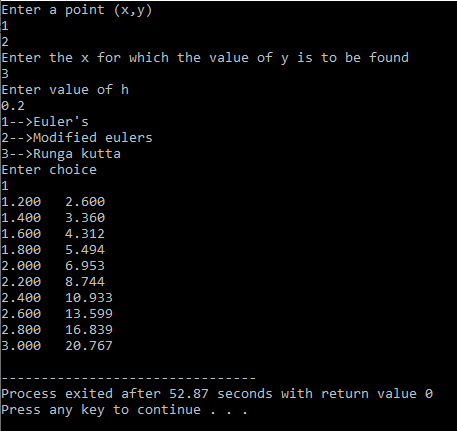 Enter a point (x,y)
1
2
Enter the x for which the value of y is to be found
3
Enter value of h
0.2
1-->Euler's
2-->Modified eulers
3-->Runga kutta
Enter choice
1
1.200   2.600
1.400   3.360
1.600   4.312
1.800   5.494
2.000   6.953
2.200   8.744
2.400   10.933
2.600   13.599
2.800   16.839
3.000   20.767
--------------------------------
Process exited after 52.87 seconds with return value 0
Press any key to continue . . .